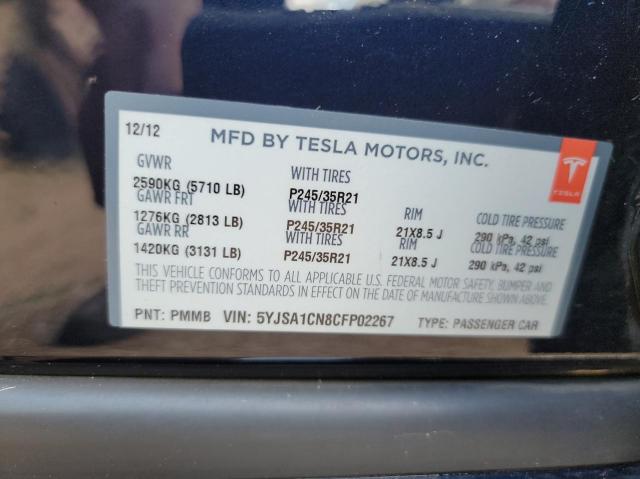 12/12 MFD BY TESLA MOTORS, INC.
TESLA
GVWR WITH TIRES
2590KG (5710 LB) P245/35R21
GAWR FRT WITH TIRES RIM COLD TIRE PRESSURE
1276KG (2813 LB) P245/35R21 21X8.5 J 290 kPa, 42 psi
GAWR RR WITH TIRES RIM COLD TIRE PRESSURE
1420KG (3131 LB) P245/35R21 21X8.5 J 290 kPa, 42 psi
THIS VEHICLE CONFORMS TO ALL APPLICABLE U.S. FEDERAL MOTOR SAFETY, BUMPER AND
THEFT PREVENTION STANDARDS IN EFFECT ON THE DATE OF MANUFACTURE SHOWN ABOVE.
PNT: PMMB VIN: 5YJSA1CN8CFP02267 TYPE: PASSENGER CAR